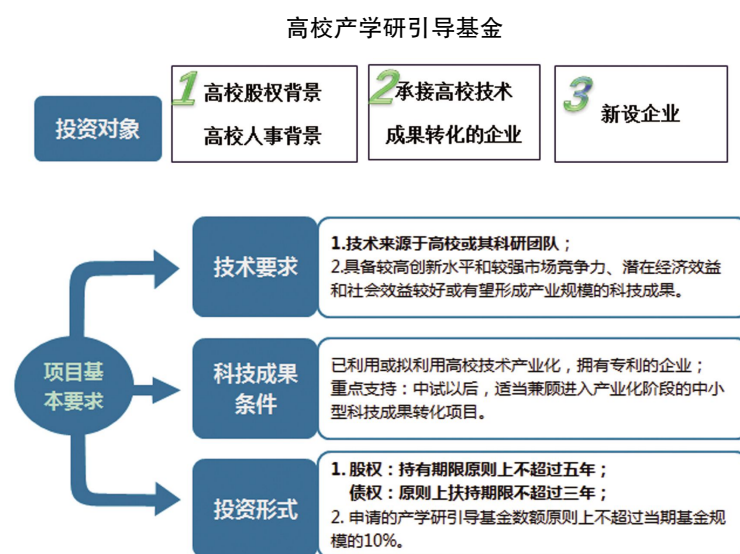 高校产学研引导基金
投资对象
1 高校股权背景
高校人事背景
2 承接高校技术
成果转化的企业
3 新设企业
项目基
本要求
技术要求
1.技术来源于高校或其科研团队；
2.具备较高创新水平和较强市场竞争力、潜在经济效益
和社会效益较好或有望形成产业规模的科技成果。
科技成果
条件
已利用或拟利用高校技术产业化，拥有专利的企业；
重点支持：中试以后，适当兼顾进入产业化阶段的中小
型科技成果转化项目。
投资形式
1. 股权：持有期限原则上不超过五年；
债权：原则上扶持期限不超过三年；
2. 申请的产学研引导基金数额原则上不超过当期基金规
模的10%。